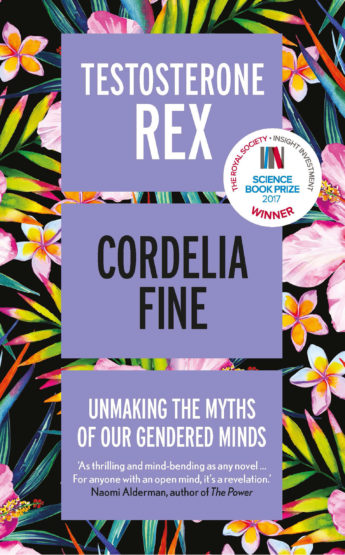 TESTOSTERONE
REX
THE ROYAL SOCIETY • INSIGHT INVESTMENT
SCIENCE
BOOK PRIZE
2017
WINNER
CORDELIA
FINE
UNMAKING THE MYTHS
OF OUR GENDERED MINDS
'As thrilling and mind-bending as any novel ...
For anyone with an open mind, it's a revelation.'
Naomi Alderman, author of The Power